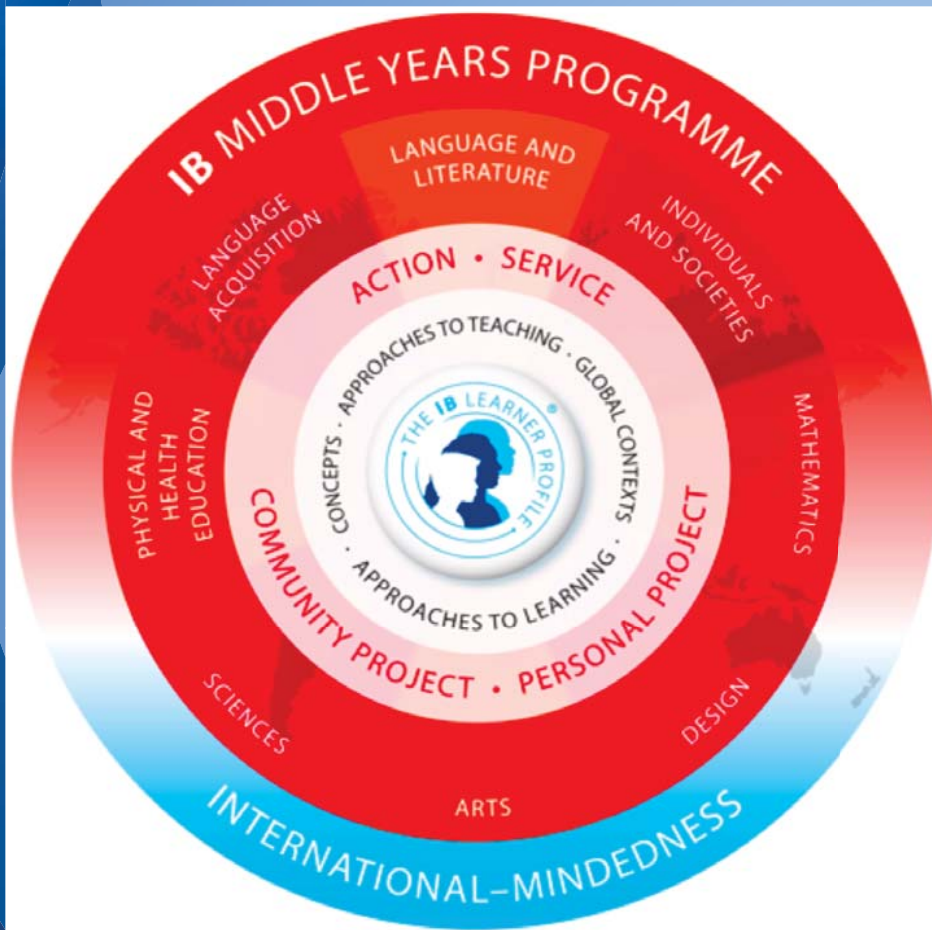 IB MIDDLE YEARS PROGRAMME
LANGUAGE AND
LITERATURE
INDIVIDUALS
AND SOCIETIES
MATHEMATICS
DESIGN
ARTS
SCIENCES
PHYSICAL AND
HEALTH
EDUCATION
LANGUAGE
ACQUISITION
ACTION • SERVICE
PERSONAL PROJECT •
COMMUNITY PROJECT
APPROACHES TO TEACHING ·
GLOBAL CONTEXTS ·
APPROACHES TO LEARNING ·
CONCEPTS ·
THE IB LEARNER PROFILE ®
INTERNATIONAL–MINDEDNESS